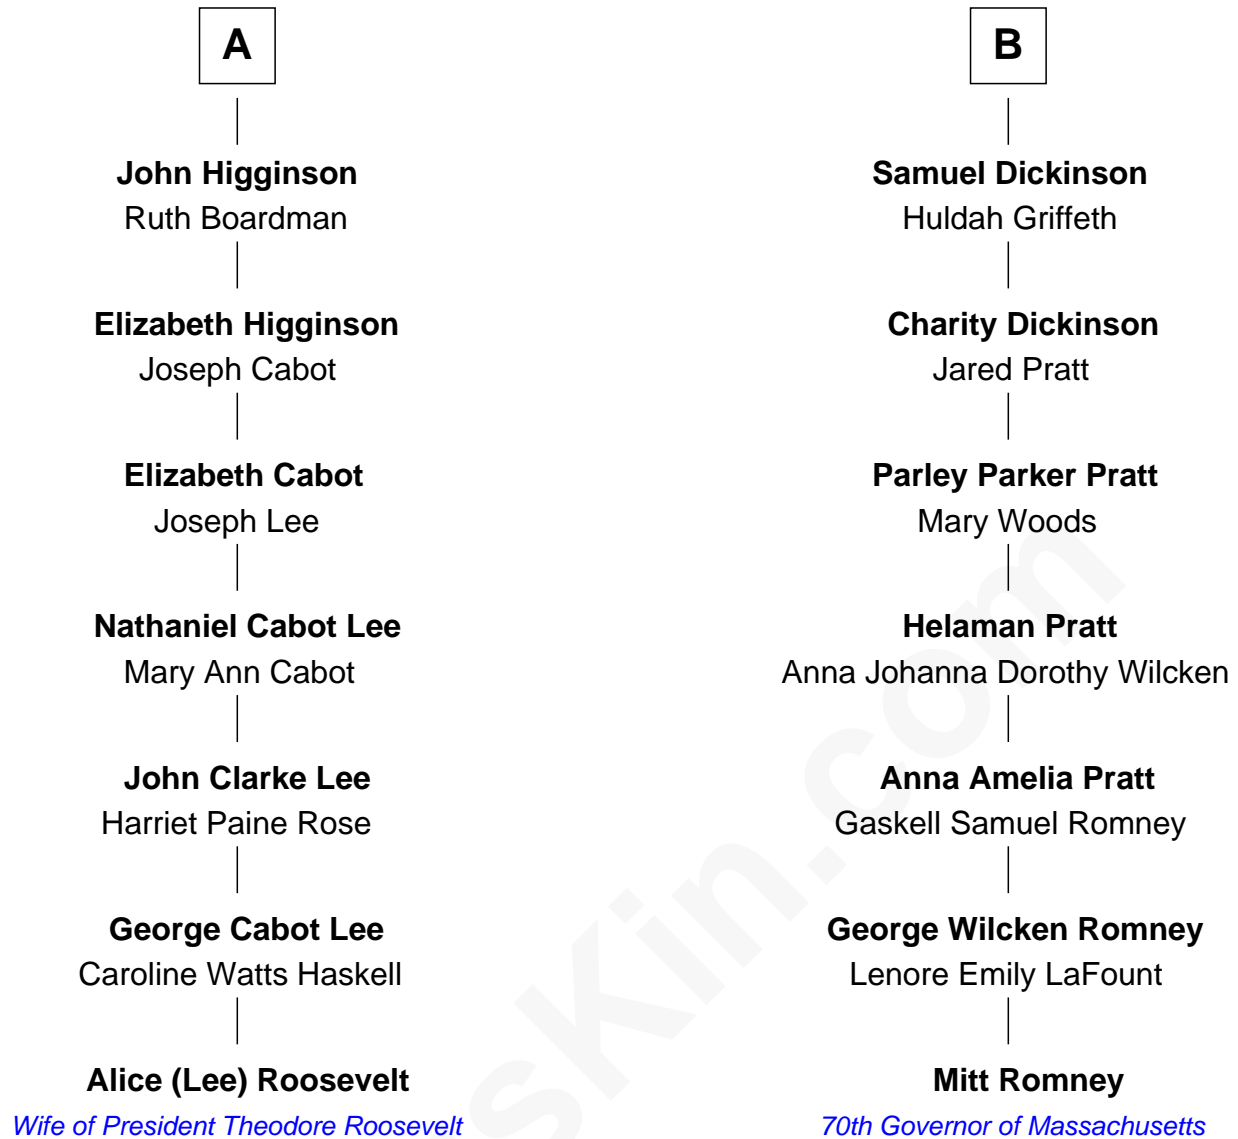 A
John Higginson
Ruth Boardman
Elizabeth Higginson
Joseph Cabot
Elizabeth Cabot
Joseph Lee
Nathaniel Cabot Lee
Mary Ann Cabot
John Clarke Lee
Harriet Paine Rose
George Cabot Lee
Caroline Watts Haskell
Alice (Lee) Roosevelt
Wife of President Theodore Roosevelt
B
Samuel Dickinson
Huldah Griffeth
Charity Dickinson
Jared Pratt
Parley Parker Pratt
Mary Woods
Helaman Pratt
Anna Johanna Dorothy Wilcken
Anna Amelia Pratt
Gaskell Samuel Romney
George Wilcken Romney
Lenore Emily LaFount
Mitt Romney
70th Governor of Massachusetts
sKin.com